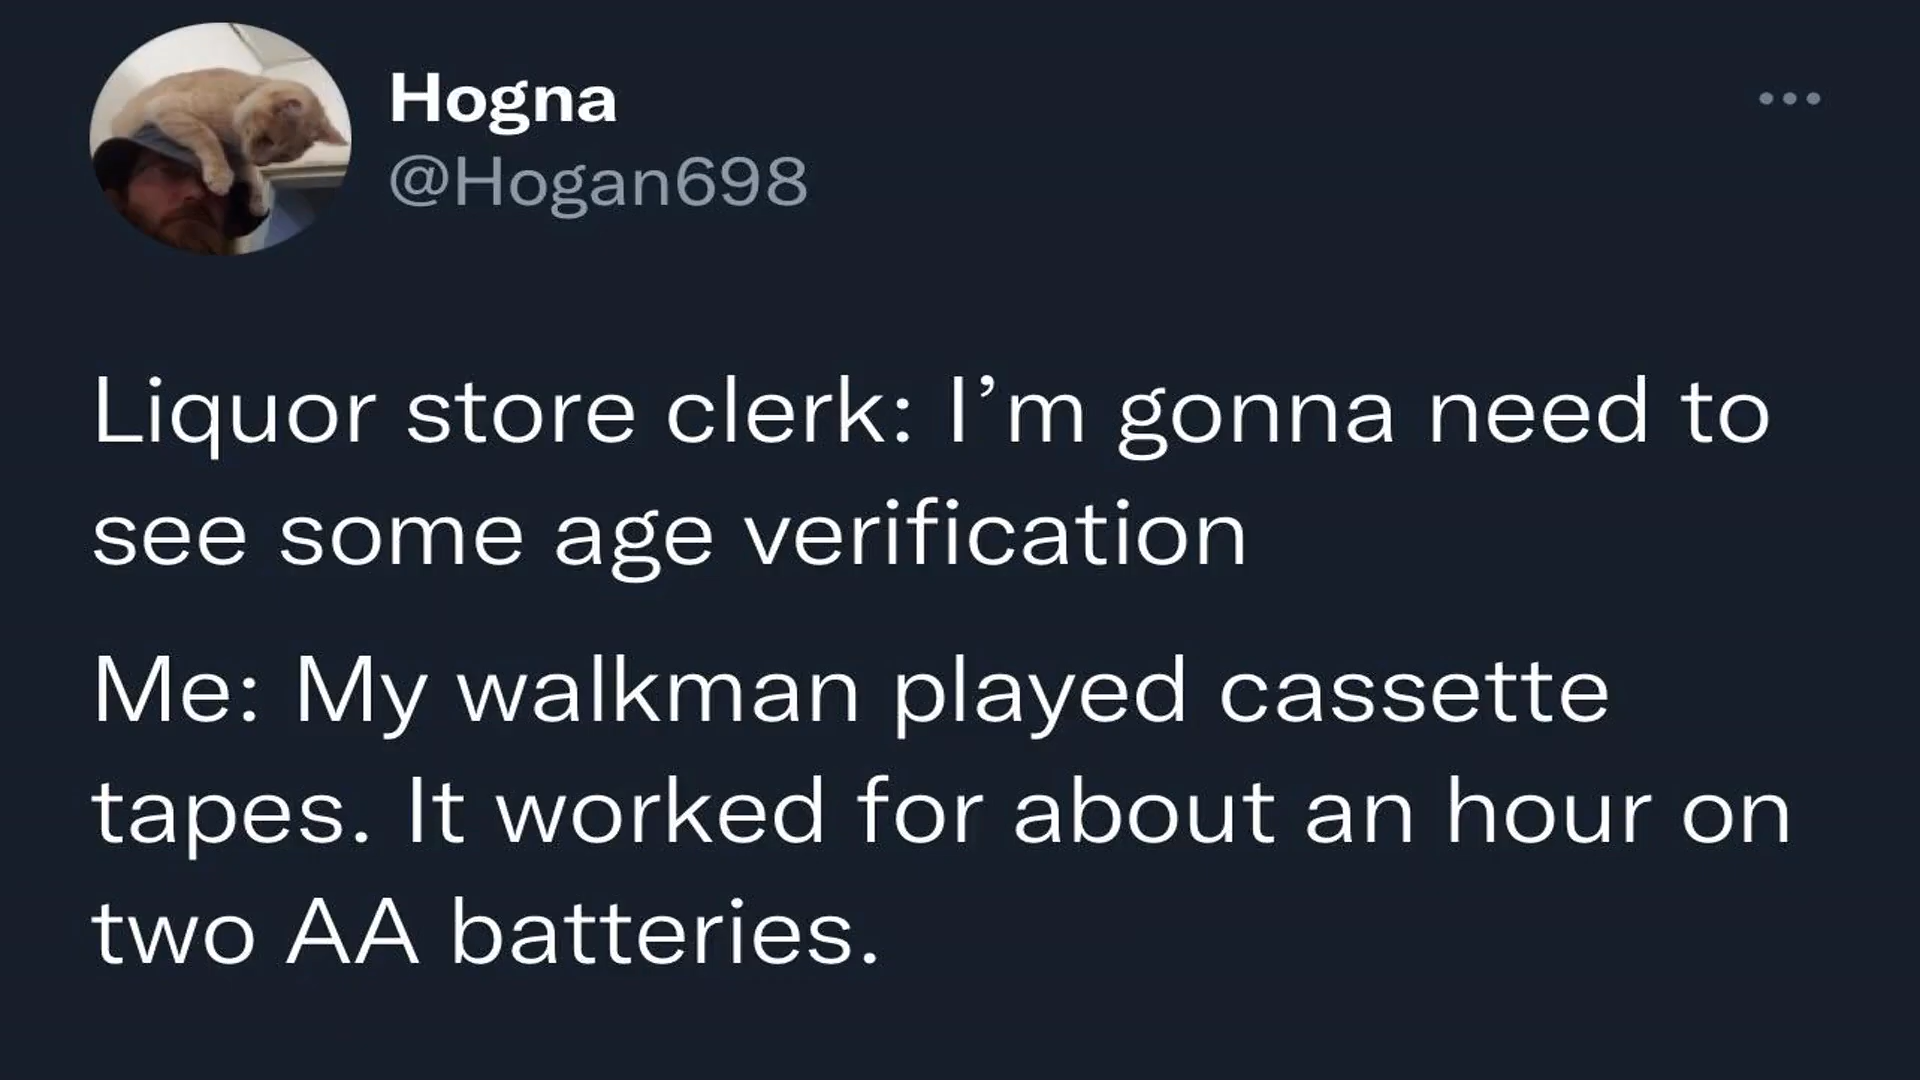 Hogna
@Hogan698
Liquor store clerk: I’m gonna need to
see some age verification
Me: My walkman played cassette
tapes. It worked for about an hour on
two AA batteries.